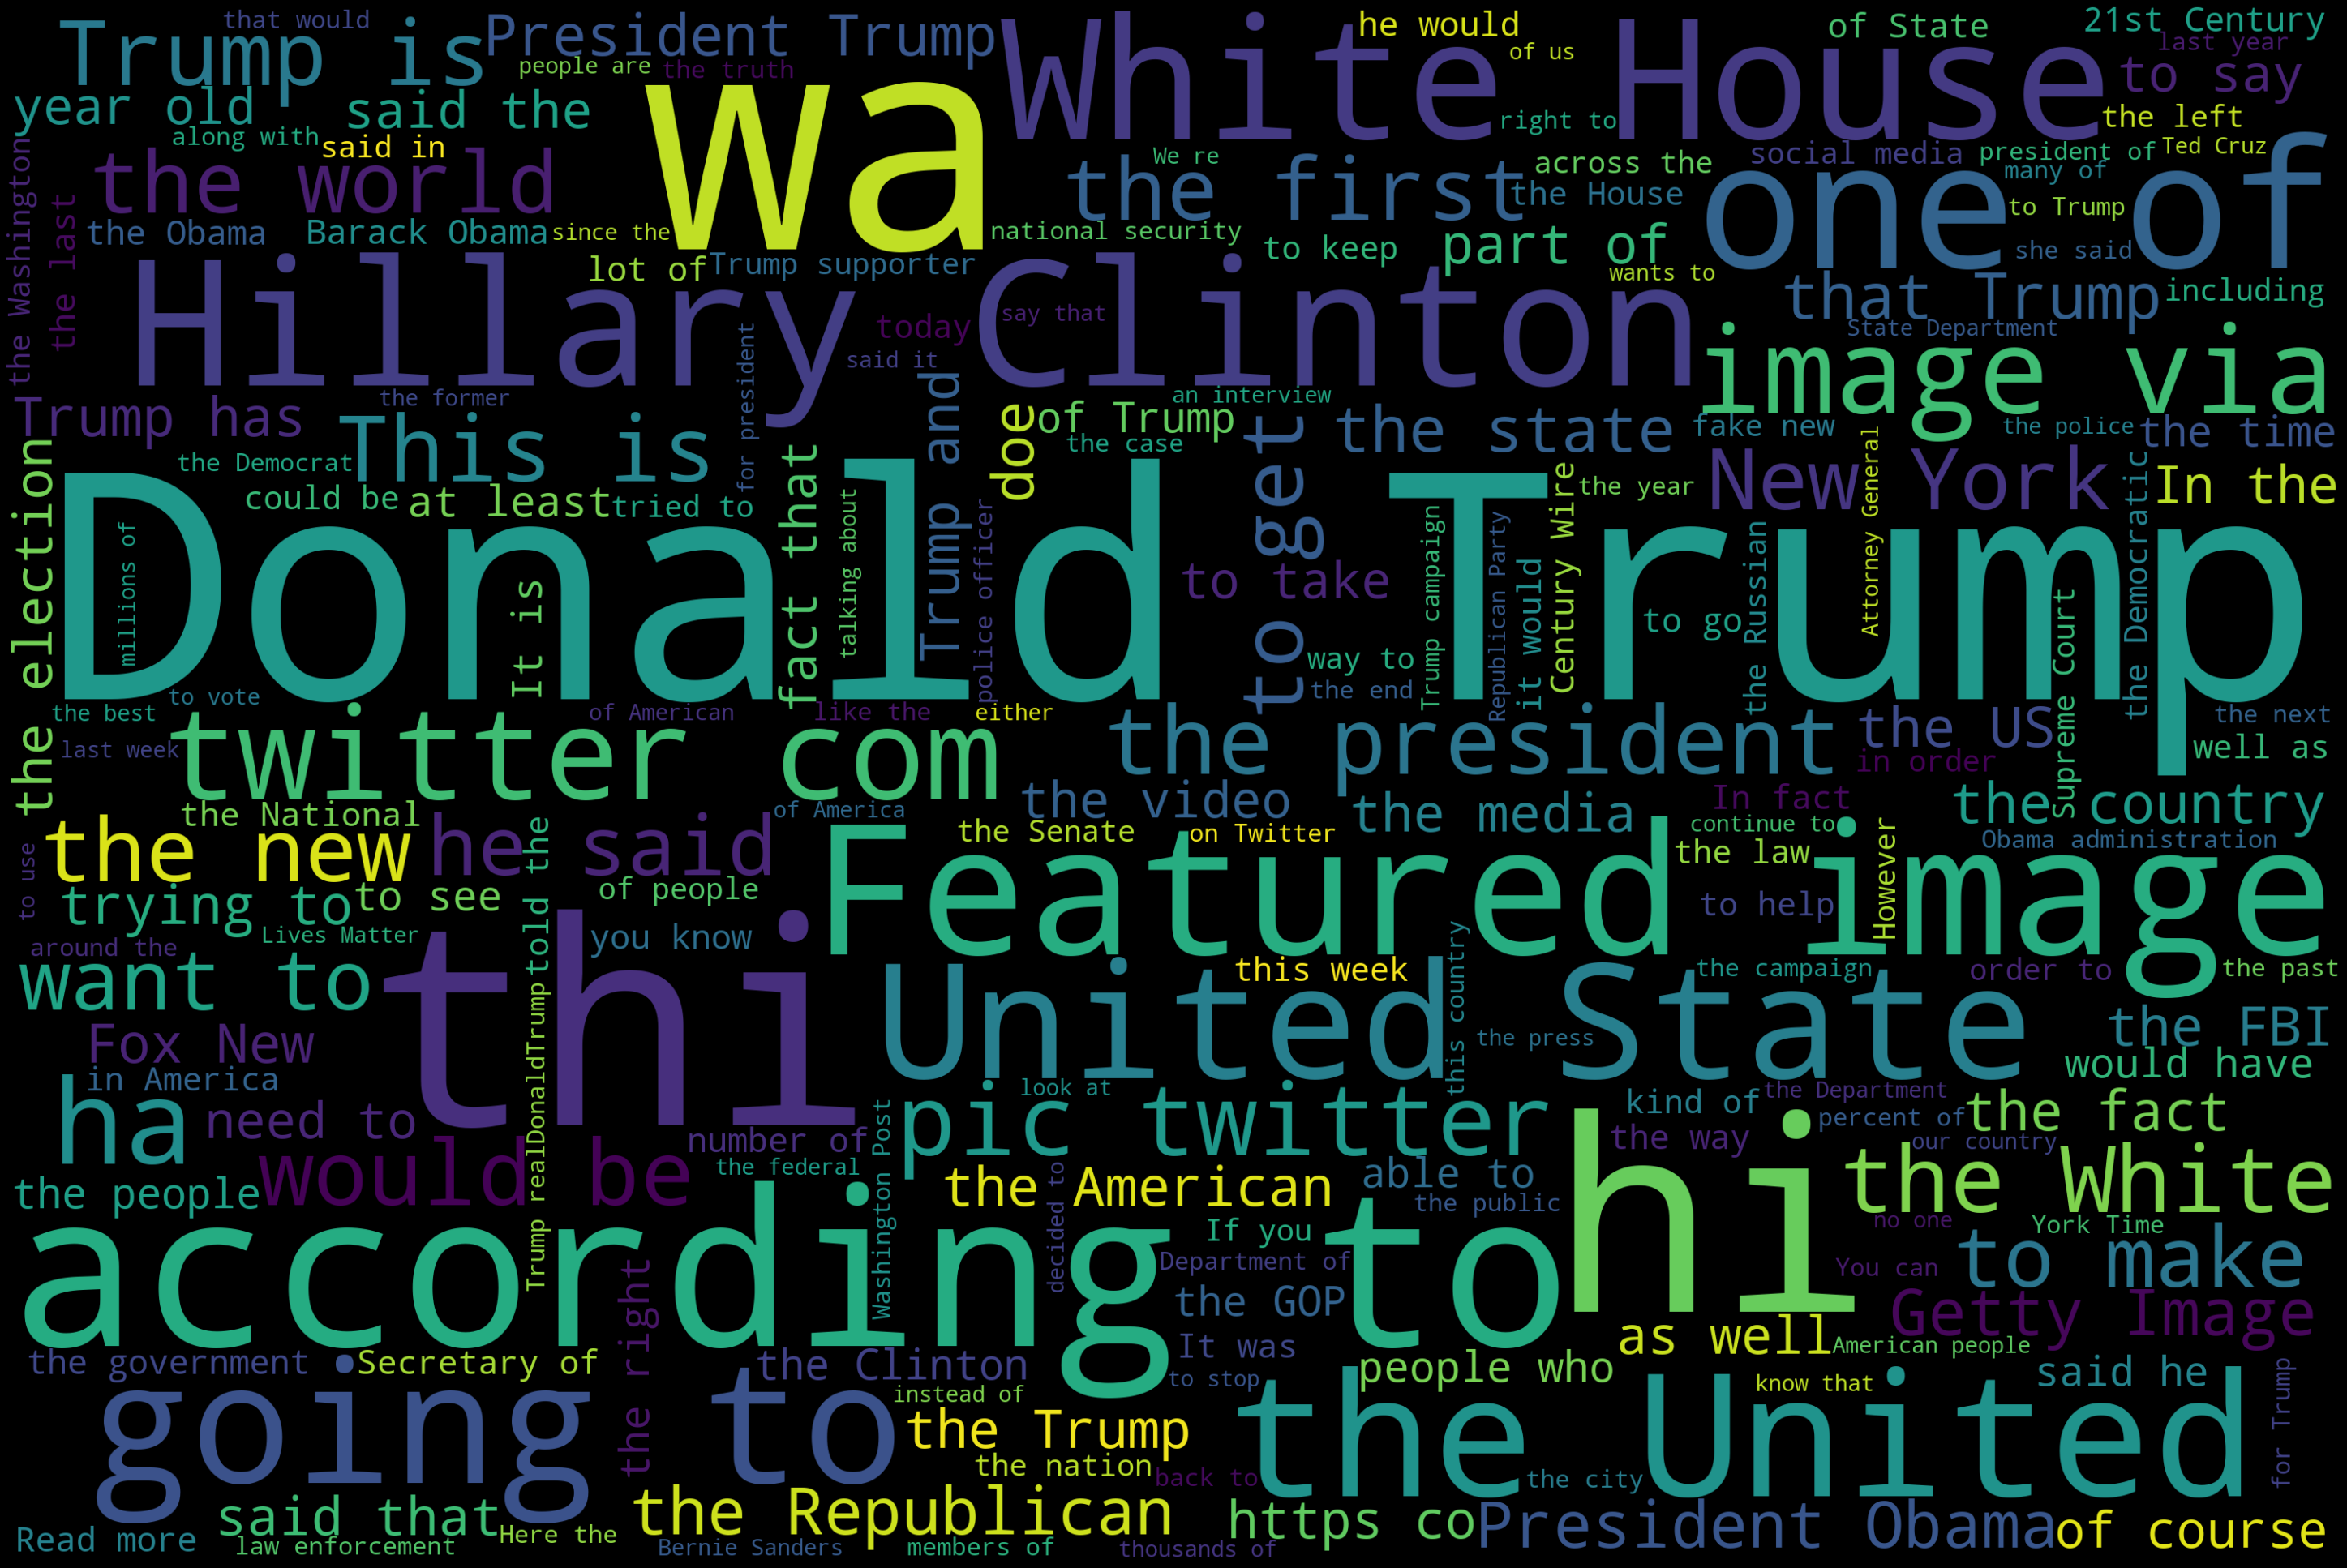 that would
Trump is
President Trump
White House
he would
of State
21st Century
of us
last year
people are
the truth
wa
to say
year old
said the
right to
the left
along with
said in
the world
the first
We re
across the
social media
president of
Ted Cruz
one of
many of
the House
to Trump
the Washington
the last
the Obama
Barack Obama
since the
national security
to keep
part of
she said
lot of
Trump supporter
wants to
that Trump
including
Hillary Clinton
say that
today
State Department
said it
for president
image via
the former
an interview
Trump has
This is
Trump and
doe
of Trump
the case
to get
the state
fake new
the police
the time
the election
the Democrat
could be
at least
tried to
fact that
talking about
police officer
the year
New York
In the
Donald Trump
millions of
It is
to take
Trump campaign
Republican Party
it would
Century Wire
to go
the Russian
Attorney General
Supreme Court
the Democratic
way to
the end
to vote
the best
of American
like the
either
last week
twitter com
the president
the US
in order
the next
well as
the National
of America
the video
the media
In fact
the country
the new
he said
the Senate
on Twitter
continue to
the law
Obama administration
Featured image
to use
trying to
to see
of people
told the
Trump realDonaldTrump
to help
However
around the
Lives Matter
you know
thi
want to
this week
the campaign
order to
the past
United State
this country
the press
the FBI
Fox New
in America
look at
the Department
would have
ha
need to
number of
pic twitter
kind of
percent of
the fact
the way
our country
hi
the White
would be
the federal
Washington Post
the people
the American
able to
the public
decided to
If you
no one
York Time
according to
Department of
You can
to make
the right
the GOP
Getty Image
It was
as well
American people
the government
Secretary of
the Clinton
to stop
people who
know that
said he
going to
instead of
the United
for Trump
the Trump
the nation
back to
the city
said that
the Republican
https co
President Obama
of course
Read more
law enforcement
Here the
Bernie Sanders
members of
thousands of